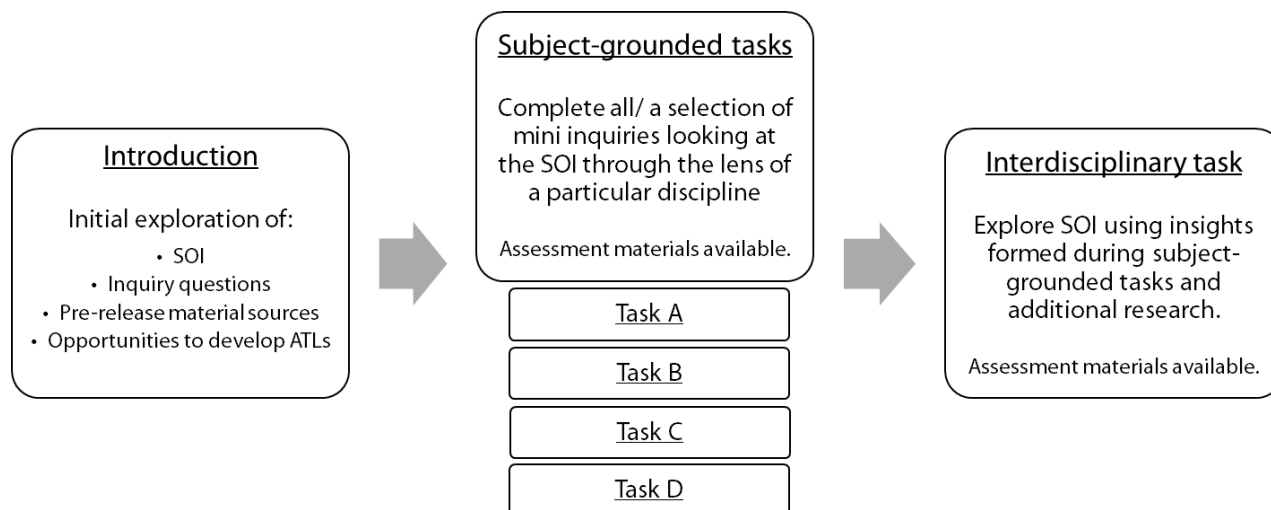 Introduction
Initial exploration of:
• SOI
• Inquiry questions
• Pre-release material sources
• Opportunities to develop ATLs
Subject-grounded tasks
Complete all/ a selection of
mini inquiries looking at
the SOI through the lens of
a particular discipline
Assessment materials available.
Task A
Task B
Task C
Task D
Interdisciplinary task
Explore SOI using insights
formed during subject-
grounded tasks and
additional research.
Assessment materials available.